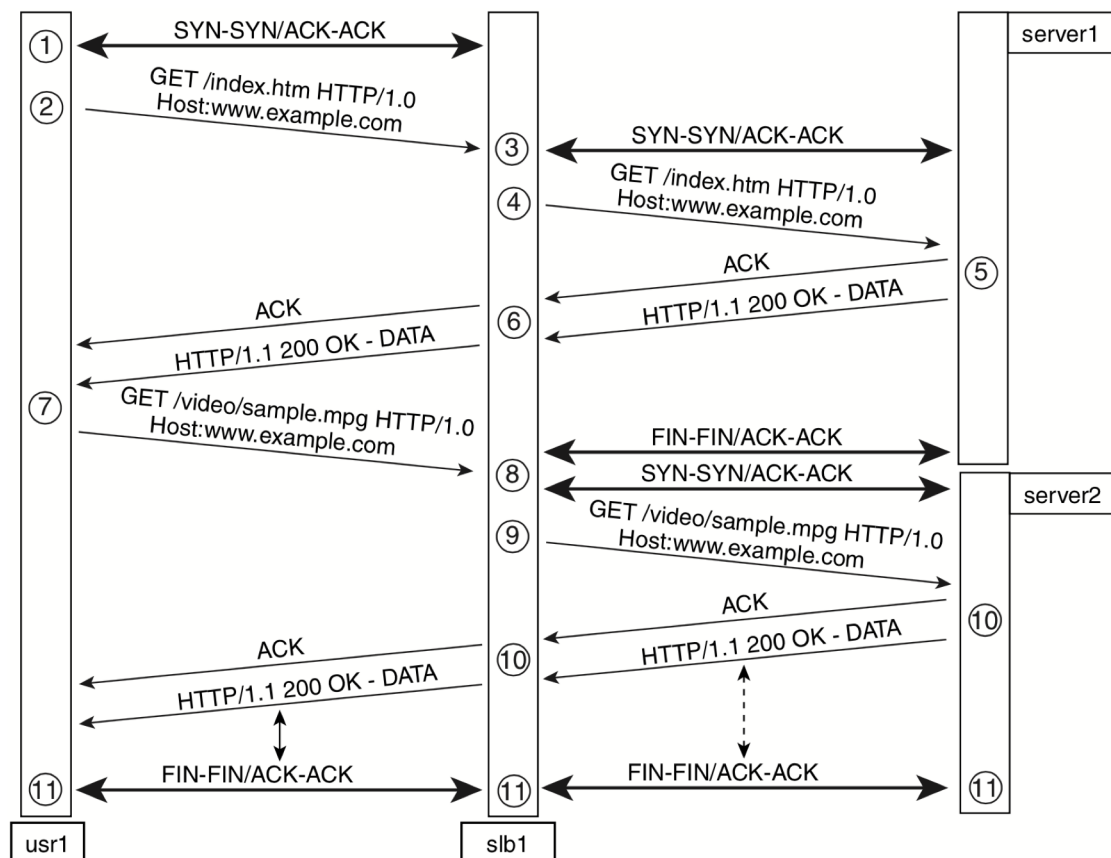 SYN-SYN/ACK-ACK
server1
①
GET /index.htm HTTP/1.0
Host:www.example.com
②
③
SYN-SYN/ACK-ACK
GET /index.htm HTTP/1.0
Host:www.example.com
④
ACK
⑤
HTTP/1.1 200 OK - DATA
ACK
⑥
HTTP/1.1 200 OK - DATA
⑦
GET /video/sample.mpg HTTP/1.0
Host:www.example.com
FIN-FIN/ACK-ACK
⑧
SYN-SYN/ACK-ACK
server2
GET /video/sample.mpg HTTP/1.0
Host:www.example.com
⑨
ACK
⑩
HTTP/1.1 200 OK - DATA
ACK
⑩
HTTP/1.1 200 OK - DATA
FIN-FIN/ACK-ACK
FIN-FIN/ACK-ACK
⑪
⑪
⑪
usr1
slb1